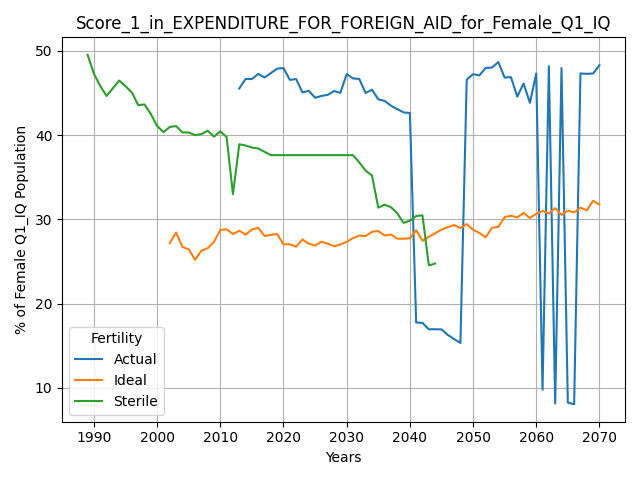 Score_1_in_EXPENDITURE_FOR_FOREIGN_AID_for_Female_Q1_IQ
% of Female Q1_IQ Population
50
40
30
20
10
Fertility
Actual
Ideal
Sterile
1990 2000 2010 2020 2030 2040 2050 2060 2070
Years